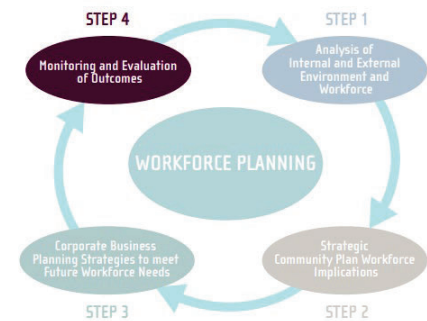 STEP 4
Monitoring and Evaluation
of Outcomes
STEP 1
Analysis of
Internal and External
Environment and
Workforce
WORKFORCE PLANNING
Corporate Business
Planning Strategies to meet
Future Workforce Needs
STEP 3
Strategic
Community Plan Workforce
Implications
STEP 2